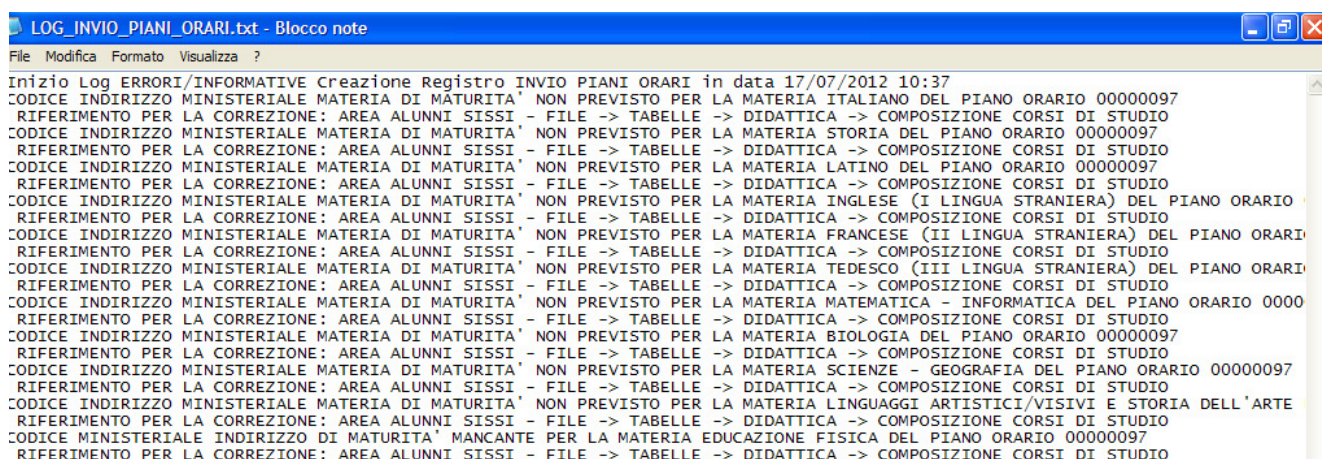 LOG_INVIO_PIANI_ORARI.txt - Blocco note
File Modifica Formato Visualizza ?
Inizio Log ERRORI/INFORMATIVE Creazione Registro INVIO PIANI ORARI in data 17/07/2012 10:37
CODICE INDIRIZZO MINISTERIALE MATERIA DI MATURITA' NON PREVISTO PER LA MATERIA ITALIANO DEL PIANO ORARIO 00000097
RIFERIMENTO PER LA CORREZIONE: AREA ALUNNI SISSI - FILE -> TABELLE -> DIDATTICA -> COMPOSIZIONE CORSI DI STUDIO
CODICE INDIRIZZO MINISTERIALE MATERIA DI MATURITA' NON PREVISTO PER LA MATERIA STORIA DEL PIANO ORARIO 00000097
RIFERIMENTO PER LA CORREZIONE: AREA ALUNNI SISSI - FILE -> TABELLE -> DIDATTICA -> COMPOSIZIONE CORSI DI STUDIO
CODICE INDIRIZZO MINISTERIALE MATERIA DI MATURITA' NON PREVISTO PER LA MATERIA LATINO DEL PIANO ORARIO 00000097
RIFERIMENTO PER LA CORREZIONE: AREA ALUNNI SISSI - FILE -> TABELLE -> DIDATTICA -> COMPOSIZIONE CORSI DI STUDIO
CODICE INDIRIZZO MINISTERIALE MATERIA DI MATURITA' NON PREVISTO PER LA MATERIA INGLESE (I LINGUA STRANIERA) DEL PIANO ORARIO
RIFERIMENTO PER LA CORREZIONE: AREA ALUNNI SISSI - FILE -> TABELLE -> DIDATTICA -> COMPOSIZIONE CORSI DI STUDIO
CODICE INDIRIZZO MINISTERIALE MATERIA DI MATURITA' NON PREVISTO PER LA MATERIA FRANCESE (II LINGUA STRANIERA) DEL PIANO ORARI
RIFERIMENTO PER LA CORREZIONE: AREA ALUNNI SISSI - FILE -> TABELLE -> DIDATTICA -> COMPOSIZIONE CORSI DI STUDIO
CODICE INDIRIZZO MINISTERIALE MATERIA DI MATURITA' NON PREVISTO PER LA MATERIA TEDESCO (III LINGUA STRANIERA) DEL PIANO ORARI
RIFERIMENTO PER LA CORREZIONE: AREA ALUNNI SISSI - FILE -> TABELLE -> DIDATTICA -> COMPOSIZIONE CORSI DI STUDIO
CODICE INDIRIZZO MINISTERIALE MATERIA DI MATURITA' NON PREVISTO PER LA MATERIA MATEMATICA - INFORMATICA DEL PIANO ORARIO 0000
RIFERIMENTO PER LA CORREZIONE: AREA ALUNNI SISSI - FILE -> TABELLE -> DIDATTICA -> COMPOSIZIONE CORSI DI STUDIO
CODICE INDIRIZZO MINISTERIALE MATERIA DI MATURITA' NON PREVISTO PER LA MATERIA BIOLOGIA DEL PIANO ORARIO 00000097
RIFERIMENTO PER LA CORREZIONE: AREA ALUNNI SISSI - FILE -> TABELLE -> DIDATTICA -> COMPOSIZIONE CORSI DI STUDIO
CODICE INDIRIZZO MINISTERIALE MATERIA DI MATURITA' NON PREVISTO PER LA MATERIA SCIENZE - GEOGRAFIA DEL PIANO ORARIO 00000097
RIFERIMENTO PER LA CORREZIONE: AREA ALUNNI SISSI - FILE -> TABELLE -> DIDATTICA -> COMPOSIZIONE CORSI DI STUDIO
CODICE INDIRIZZO MINISTERIALE MATERIA DI MATURITA' NON PREVISTO PER LA MATERIA LINGUAGGI ARTISTICI/VISIVI E STORIA DELL'ARTE
RIFERIMENTO PER LA CORREZIONE: AREA ALUNNI SISSI - FILE -> TABELLE -> DIDATTICA -> COMPOSIZIONE CORSI DI STUDIO
CODICE MINISTERIALE INDIRIZZO DI MATURITA' MANCANTE PER LA MATERIA EDUCAZIONE FISICA DEL PIANO ORARIO 00000097
RIFERIMENTO PER LA CORREZIONE: AREA ALUNNI SISSI - FILE -> TABELLE -> DIDATTICA -> COMPOSIZIONE CORSI DI STUDIO